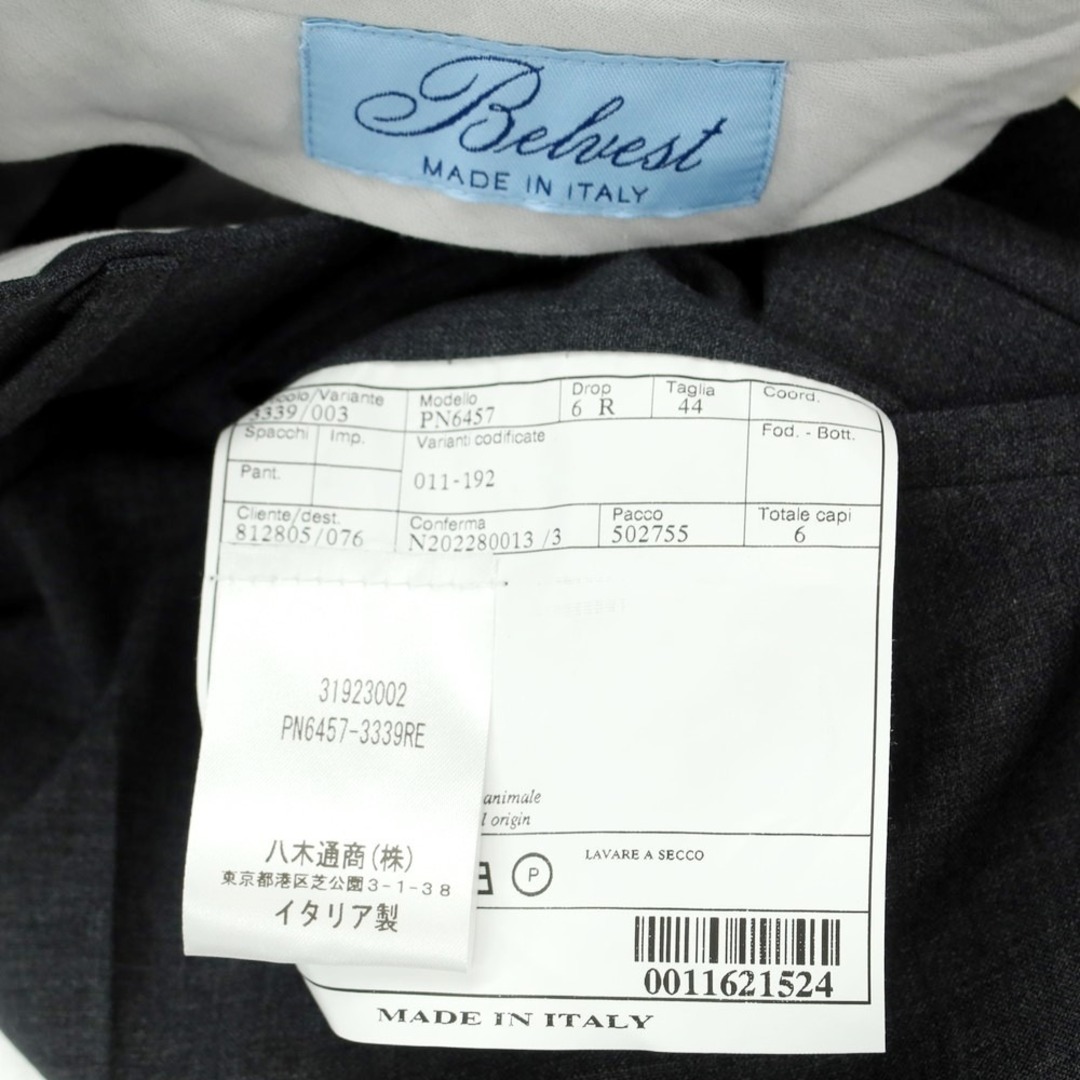 Belvest
MADE IN ITALY
/Variante Modello Drop Taglia Coord.
3339/003 PN6457 6 R 44
Spacchi Imp. Varianti codificate Fod. - Bott.
Pant. 011-192
Cliente/dest. Conferma Pacco Totale capi
812805/076 N202280013 /3 502755 6
31923002
PN6457-3339RE
animale
origin
八木通商(株)
東京都港区芝公園3-1-38
イタリア製
P LAVARE A SECCO
0011621524
MADE IN ITALY